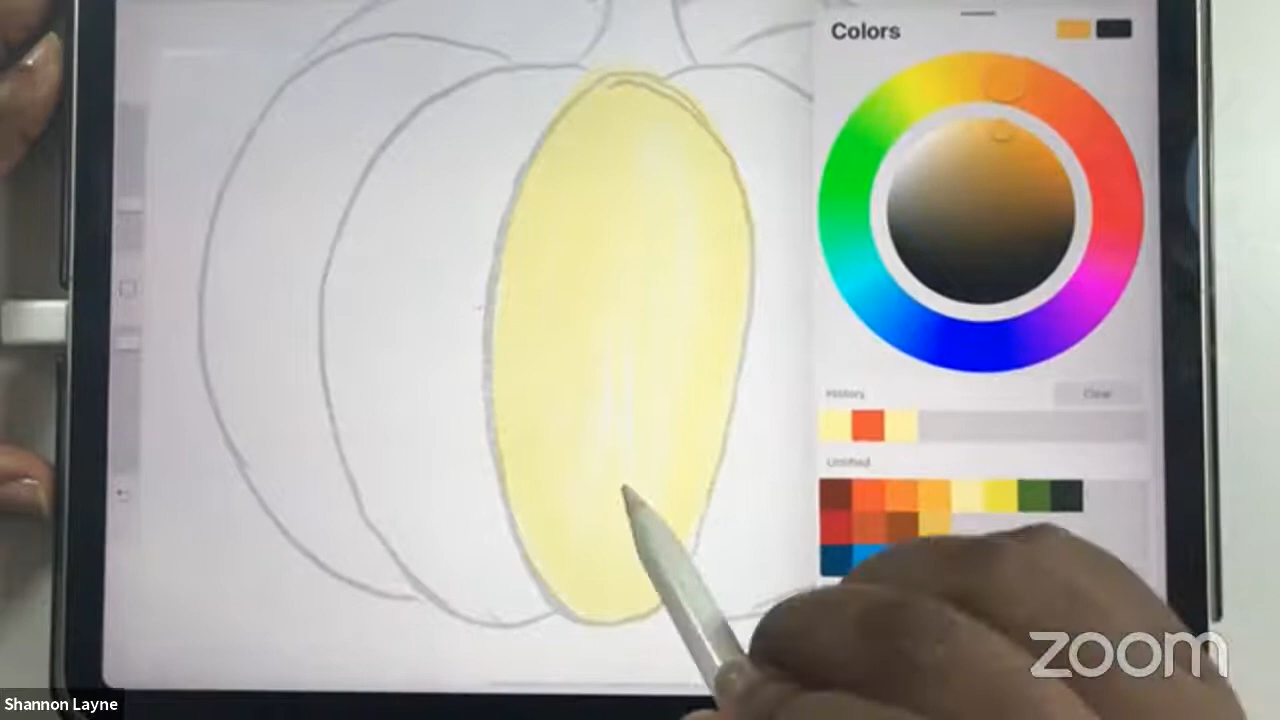 Colors
History
Clear
Untitled
zoom
Shannon Layne